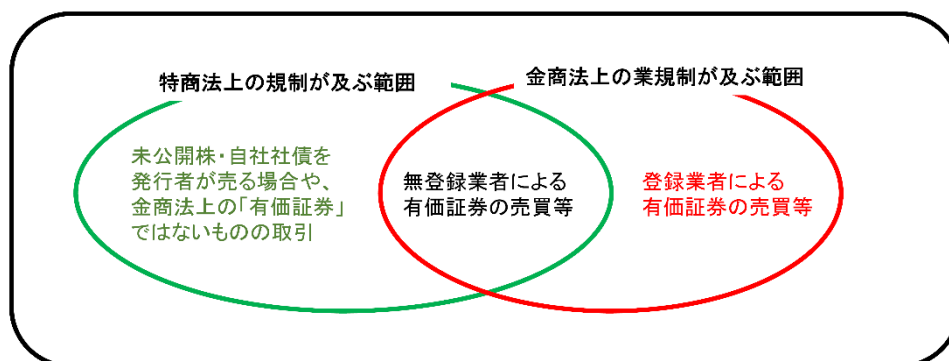 特商法上の規制が及ぶ範囲
金商法上の業規制が及ぶ範囲
未公開株・自社社債を
発行者が売る場合や、
金商法上の「有価証券」
ではないものの取引
無登録業者による
有価証券の売買等
登録業者による
有価証券の売買等